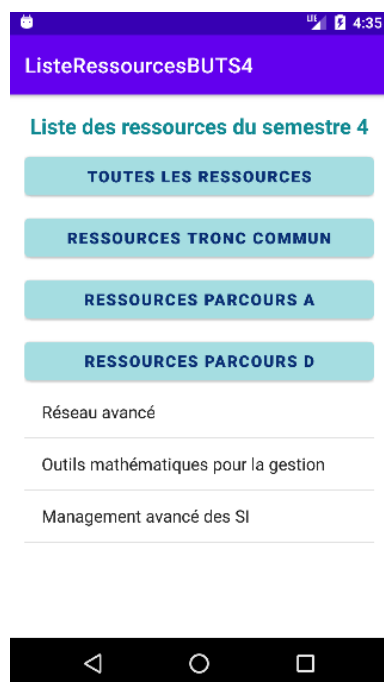 LTE 4:35
ListeRessourcesBUTS4
Liste des ressources du semestre 4
TOUTES LES RESSOURCES
RESSOURCES TRONC COMMUN
RESSOURCES PARCOURS A
RESSOURCES PARCOURS D
Réseau avancé
Outils mathématiques pour la gestion
Management avancé des SI